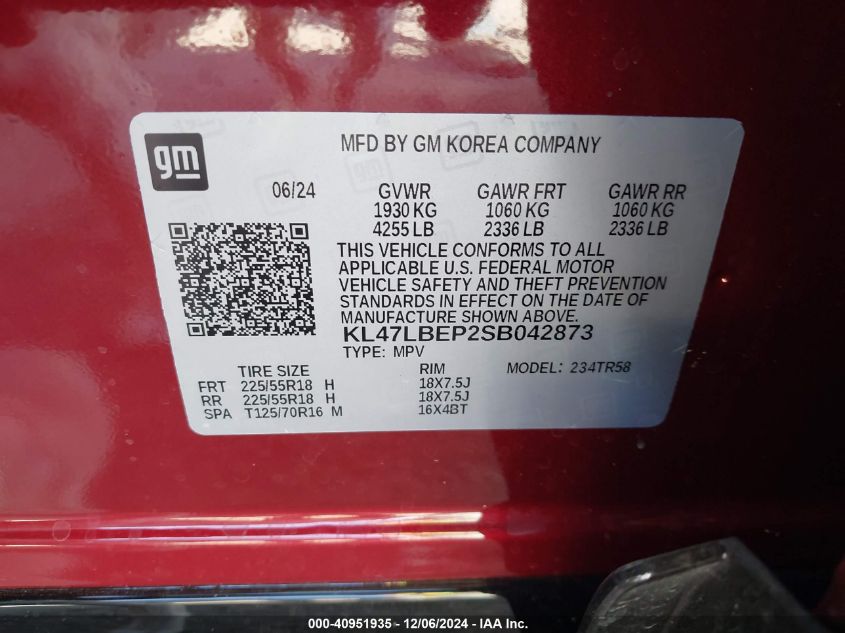 gm
MFD BY GM KOREA COMPANY
06/24 GVWR GAWR FRT GAWR RR
1930 KG 1060 KG 1060 KG
4255 LB 2336 LB 2336 LB
THIS VEHICLE CONFORMS TO ALL
APPLICABLE U.S. FEDERAL MOTOR
VEHICLE SAFETY AND THEFT PREVENTION
STANDARDS IN EFFECT ON THE DATE OF
MANUFACTURE SHOWN ABOVE.
KL47LBEP2SB042873
TYPE: MPV MODEL: 234TR58
TIRE SIZE RIM
FRT 225/55R18 H 18X7.5J
RR 225/55R18 H 18X7.5J
SPA T125/70R16 M 16X4BT
000-40951935 - 12/06/2024 - © IAA, Inc.